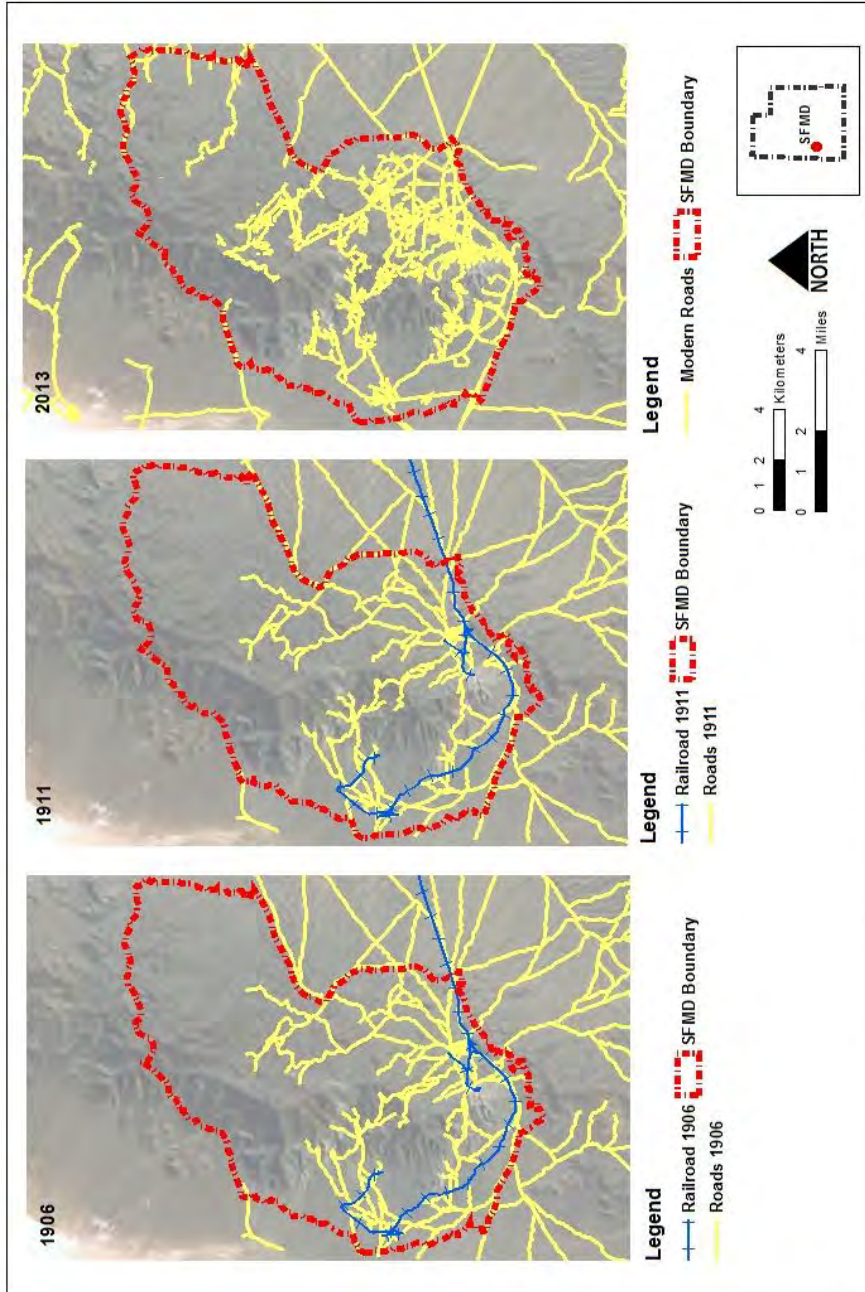 1906
1911
2013
Legend
Railroad 1906
SFMD Boundary
Roads 1906
Legend
Railroad 1911
SFMD Boundary
Roads 1911
Legend
Modern Roads
SFMD Boundary
0 1 2 4
Kilometers
0 1 2 4
Miles
NORTH
SFMD